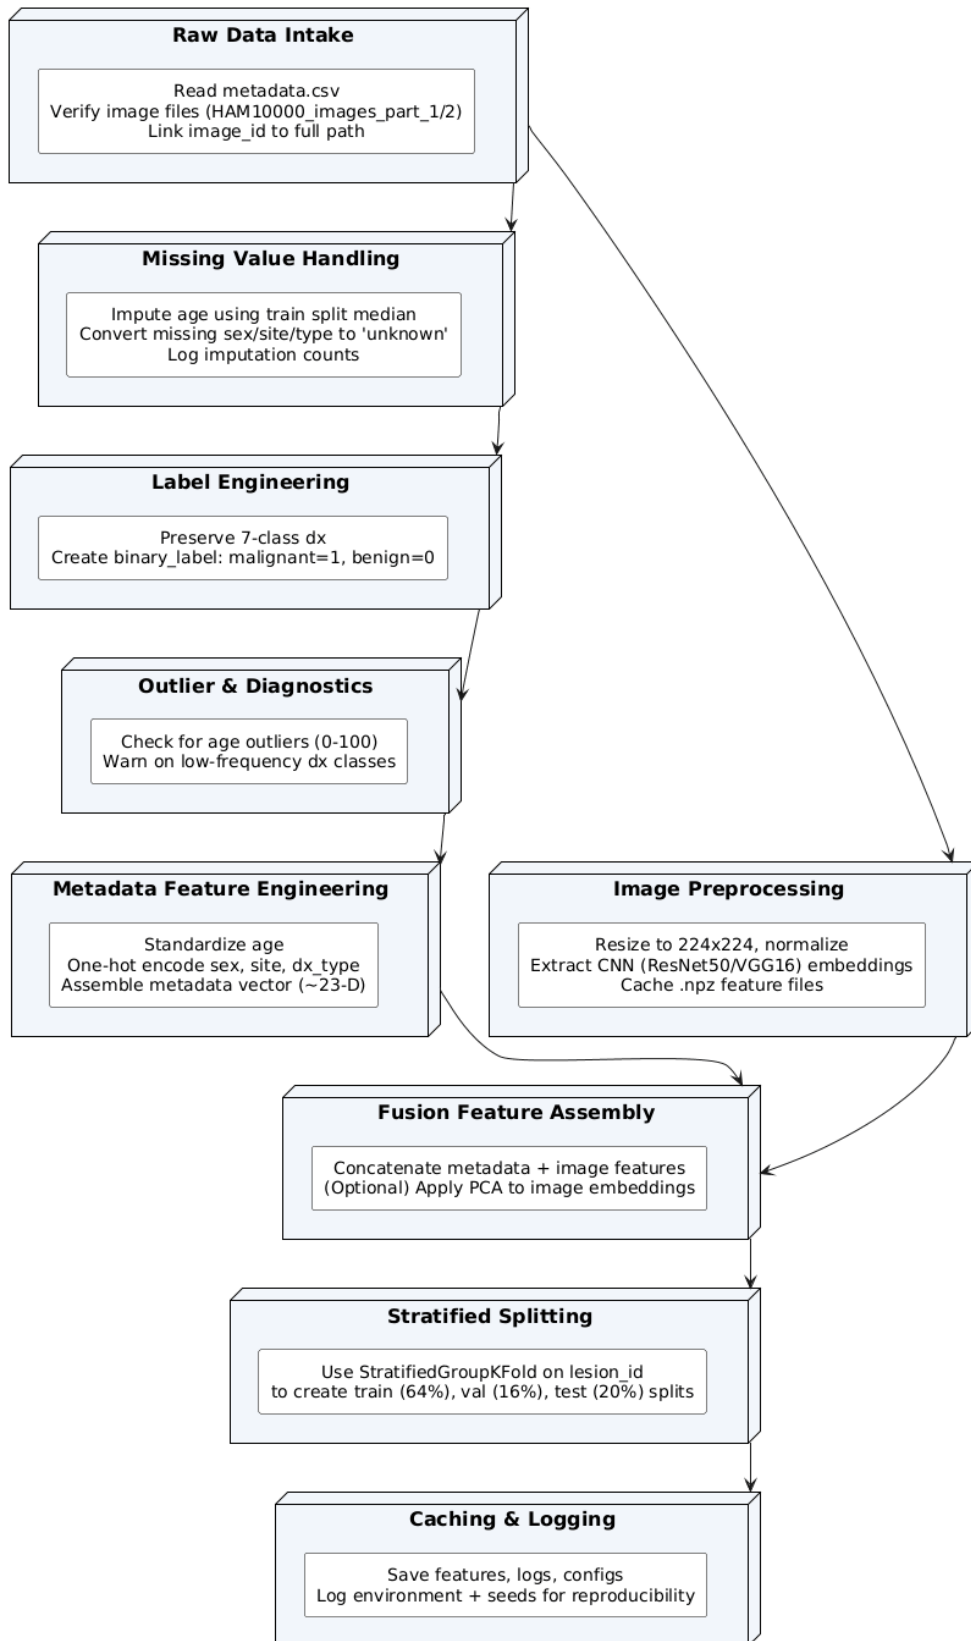 Raw Data Intake
Read metadata.csv
Verify image files (HAM10000_images_part_1/2)
Link image_id to full path
Missing Value Handling
Impute age using train split median
Convert missing sex/site/type to 'unknown'
Log imputation counts
Label Engineering
Preserve 7-class dx
Create binary_label: malignant=1, benign=0
Outlier & Diagnostics
Check for age outliers (0-100)
Warn on low-frequency dx classes
Metadata Feature Engineering
Standardize age
One-hot encode sex, site, dx_type
Assemble metadata vector (~23-D)
Image Preprocessing
Resize to 224x224, normalize
Extract CNN (ResNet50/VGG16) embeddings
Cache .npz feature files
Fusion Feature Assembly
Concatenate metadata + image features
(Optional) Apply PCA to image embeddings
Stratified Splitting
Use StratifiedGroupKFold on lesion_id
to create train (64%), val (16%), test (20%) splits
Caching & Logging
Save features, logs, configs
Log environment + seeds for reproducibility